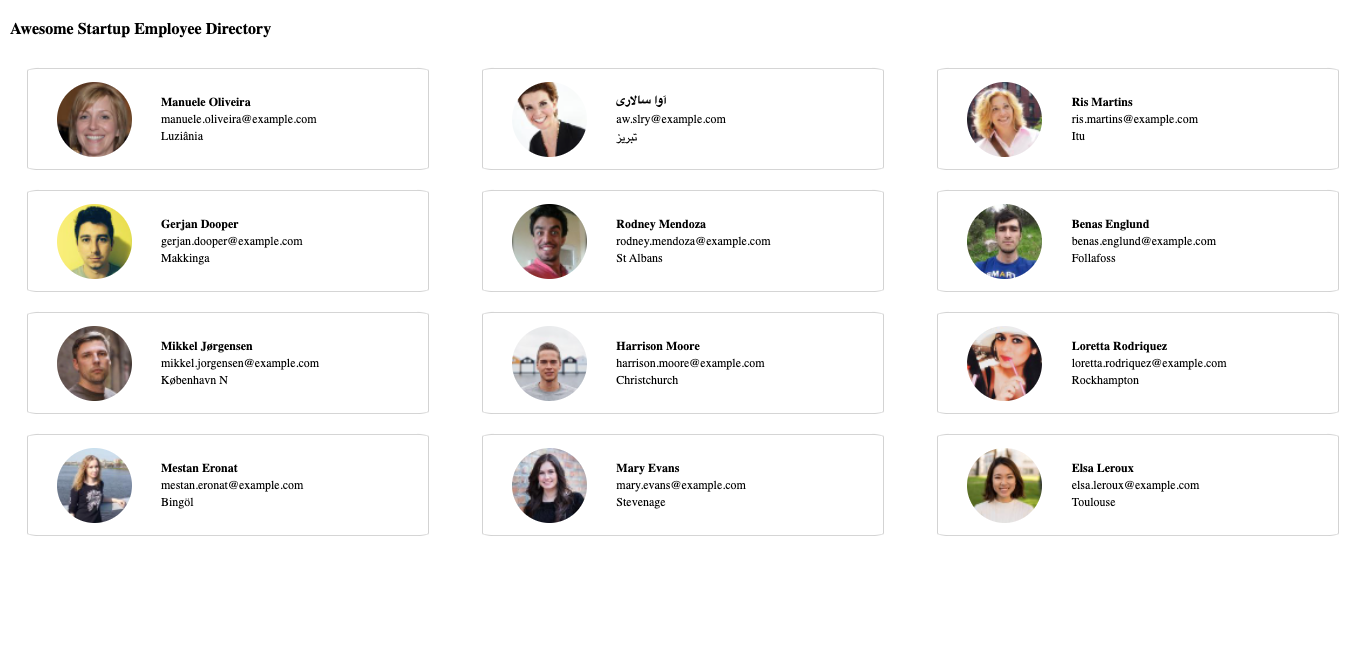 Awesome Startup Employee Directory
Manuele Oliveira
manuele.oliveira@example.com
Luziânia
آوا سالاری
aw.slry@example.com
تبریز
Ris Martins
ris.martins@example.com
Itu
Gerjan Dooper
gerjan.dooper@example.com
Makkinga
Rodney Mendoza
rodney.mendoza@example.com
St Albans
Benas Englund
benas.englund@example.com
Follafoss
Mikkel Jørgensen
mikkel.jorgensen@example.com
København N
Harrison Moore
harrison.moore@example.com
Christchurch
Loretta Rodriquez
loretta.rodriquez@example.com
Rockhampton
Mestan Eronat
mestan.eronat@example.com
Bingöl
Mary Evans
mary.evans@example.com
Stevenage
Elsa Leroux
elsa.leroux@example.com
Toulouse